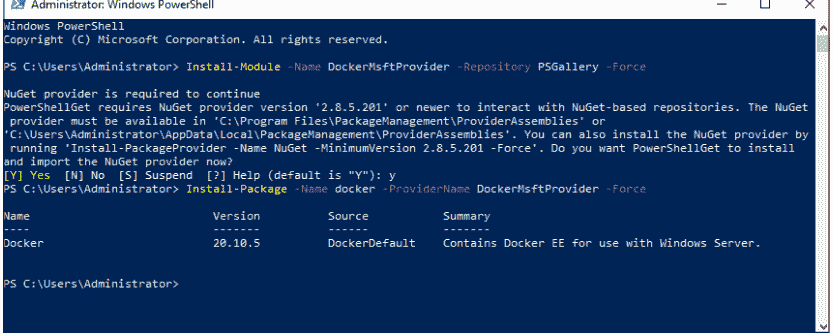 Administrator: Windows PowerShell
Windows PowerShell
Copyright (C) Microsoft Corporation. All rights reserved.
PS C:\Users\Administrator> Install-Module -Name DockerMsftProvider -Repository PSGallery -Force
NuGet provider is required to continue
PowerShellGet requires NuGet provider version '2.8.5.201' or newer to interact with NuGet-based repositories. The NuGet
provider must be available in 'C:\Program Files\PackageManagement\ProviderAssemblies' or
'C:\Users\Administrator\AppData\Local\PackageManagement\ProviderAssemblies'. You can also install the NuGet provider by
running 'Install-PackageProvider -Name NuGet -MinimumVersion 2.8.5.201 -Force'. Do you want PowerShellGet to install
and import the NuGet provider now?
[Y] Yes  [N] No  [S] Suspend  [?] Help (default is "Y"): y
PS C:\Users\Administrator> Install-Package -Name docker -ProviderName DockerMsftProvider -Force
Name                           Version          Source           Summary
----                           -------          ------           -------
Docker                         20.10.5          DockerDefault    Contains Docker EE for use with Windows Server.
PS C:\Users\Administrator>